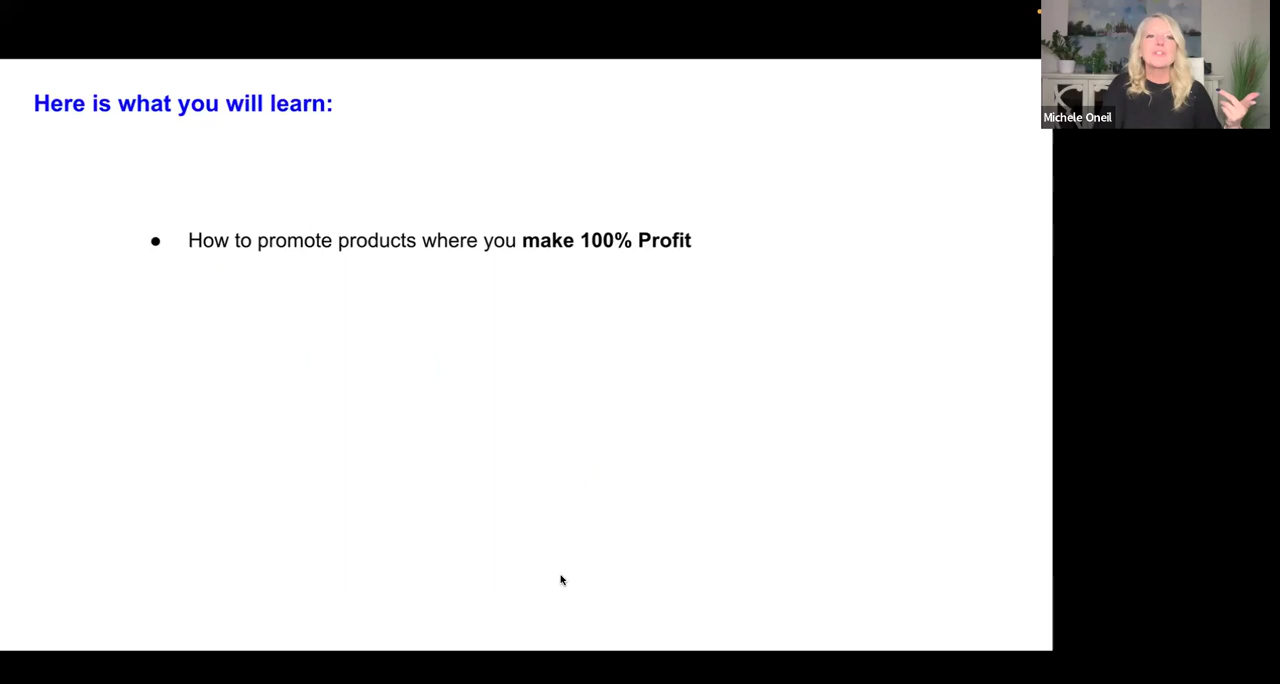 Here is what you will learn:
● How to promote products where you make 100% Profit
Michele Oneil